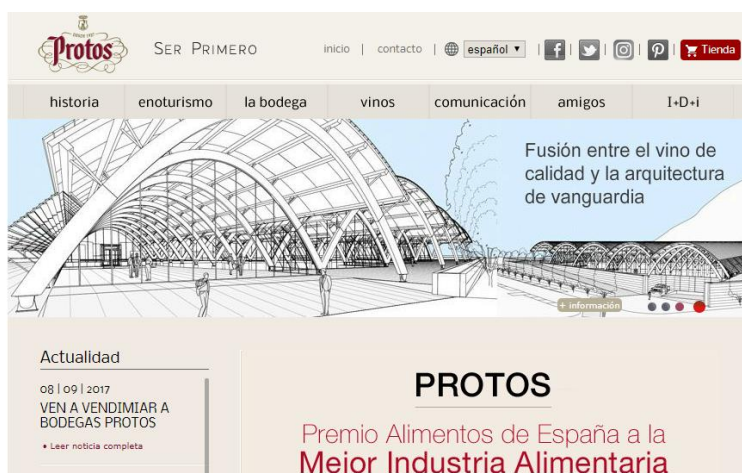 Protos
SER PRIMERO
inicio | contacto | español | Tienda
historia enoturismo la bodega vinos comunicación amigos I+D+i
Fusión entre el vino de
calidad y la arquitectura
de vanguardia
+ información
Actualidad
08 | 09 | 2017
VEN A VENDIMIAR A
BODEGAS PROTOS
• Leer noticia completa
PROTOS
Premio Alimentos de España a la
Mejor Industria Alimentaria